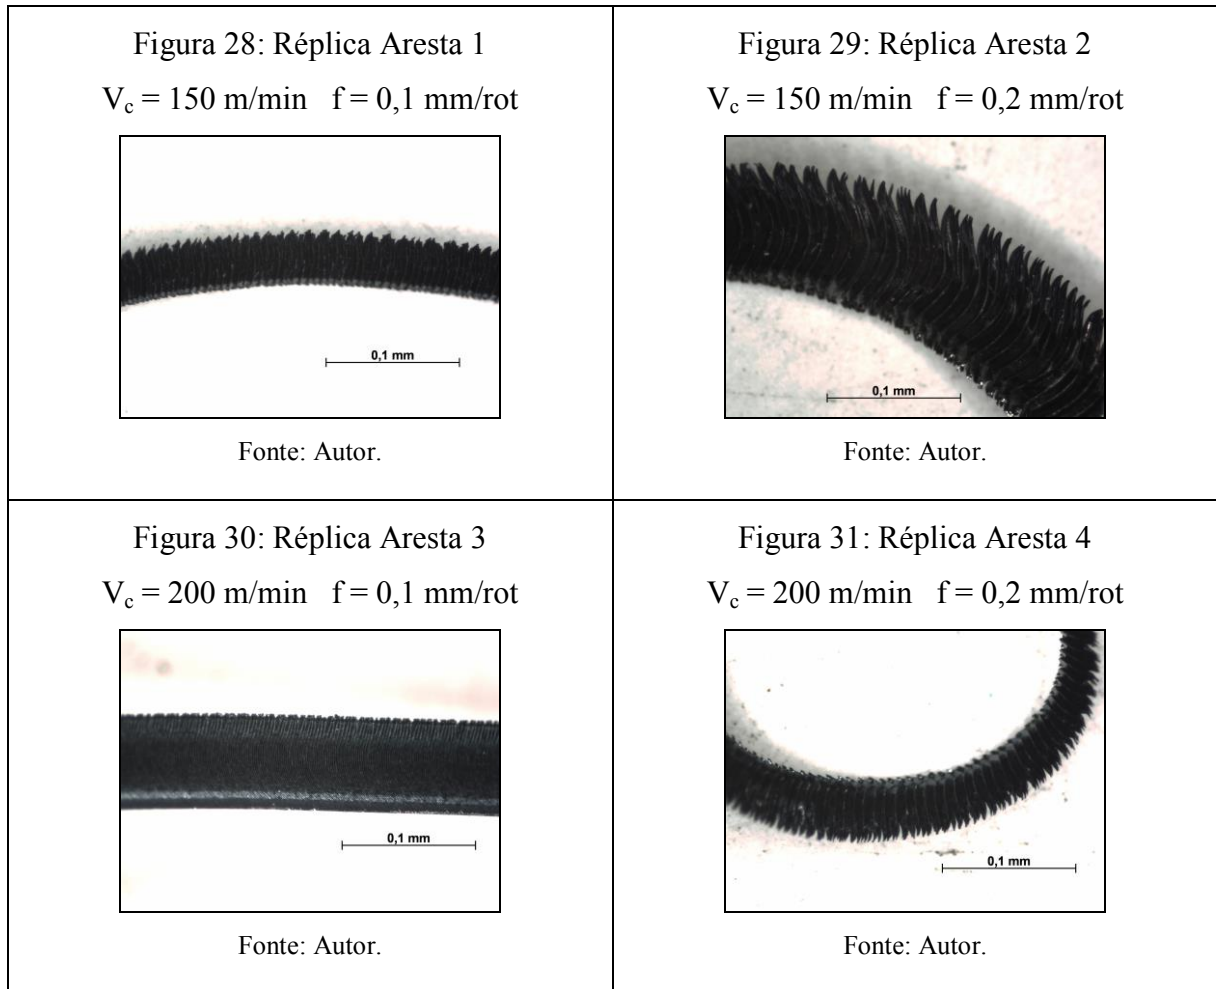 Figura 28: Réplica Aresta 1
Vc = 150 m/min f = 0,1 mm/rot
0,1 mm
Fonte: Autor.
Figura 29: Réplica Aresta 2
Vc = 150 m/min f = 0,2 mm/rot
0,1 mm
Fonte: Autor.
Figura 30: Réplica Aresta 3
Vc = 200 m/min f = 0,1 mm/rot
0,1 mm
Fonte: Autor.
Figura 31: Réplica Aresta 4
Vc = 200 m/min f = 0,2 mm/rot
0,1 mm
Fonte: Autor.